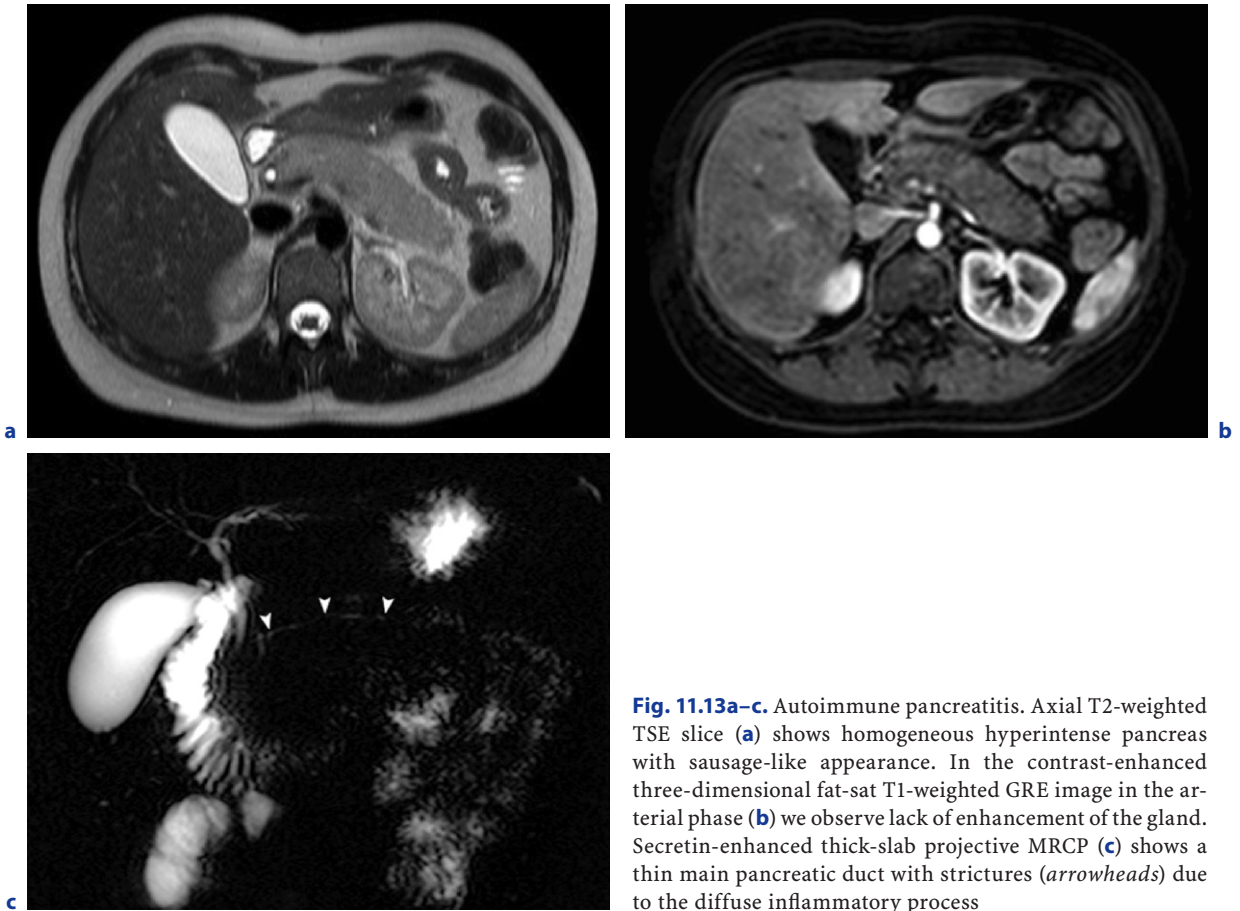 a
b
c
Fig. 11.13a–c. Autoimmune pancreatitis. Axial T2-weighted
TSE slice (a) shows homogeneous hyperintense pancreas
with sausage-like appearance. In the contrast-enhanced
three-dimensional fat-sat T1-weighted GRE image in the ar-
terial phase (b) we observe lack of enhancement of the gland.
Secretin-enhanced thick-slab projective MRCP (c) shows a
thin main pancreatic duct with strictures (arrowheads) due
to the diffuse inflammatory process